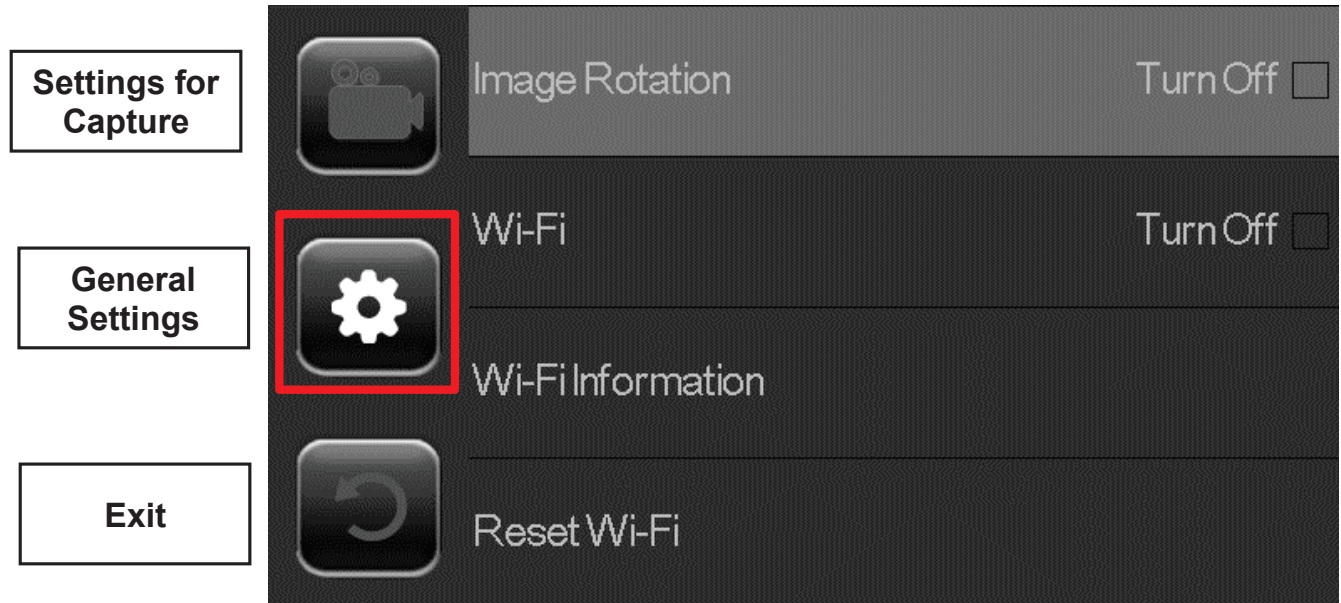 Settings for
Capture
Image Rotation Turn Off
Wi-Fi Turn Off
General
Settings
Wi-Fi Information
Exit
Reset Wi-Fi